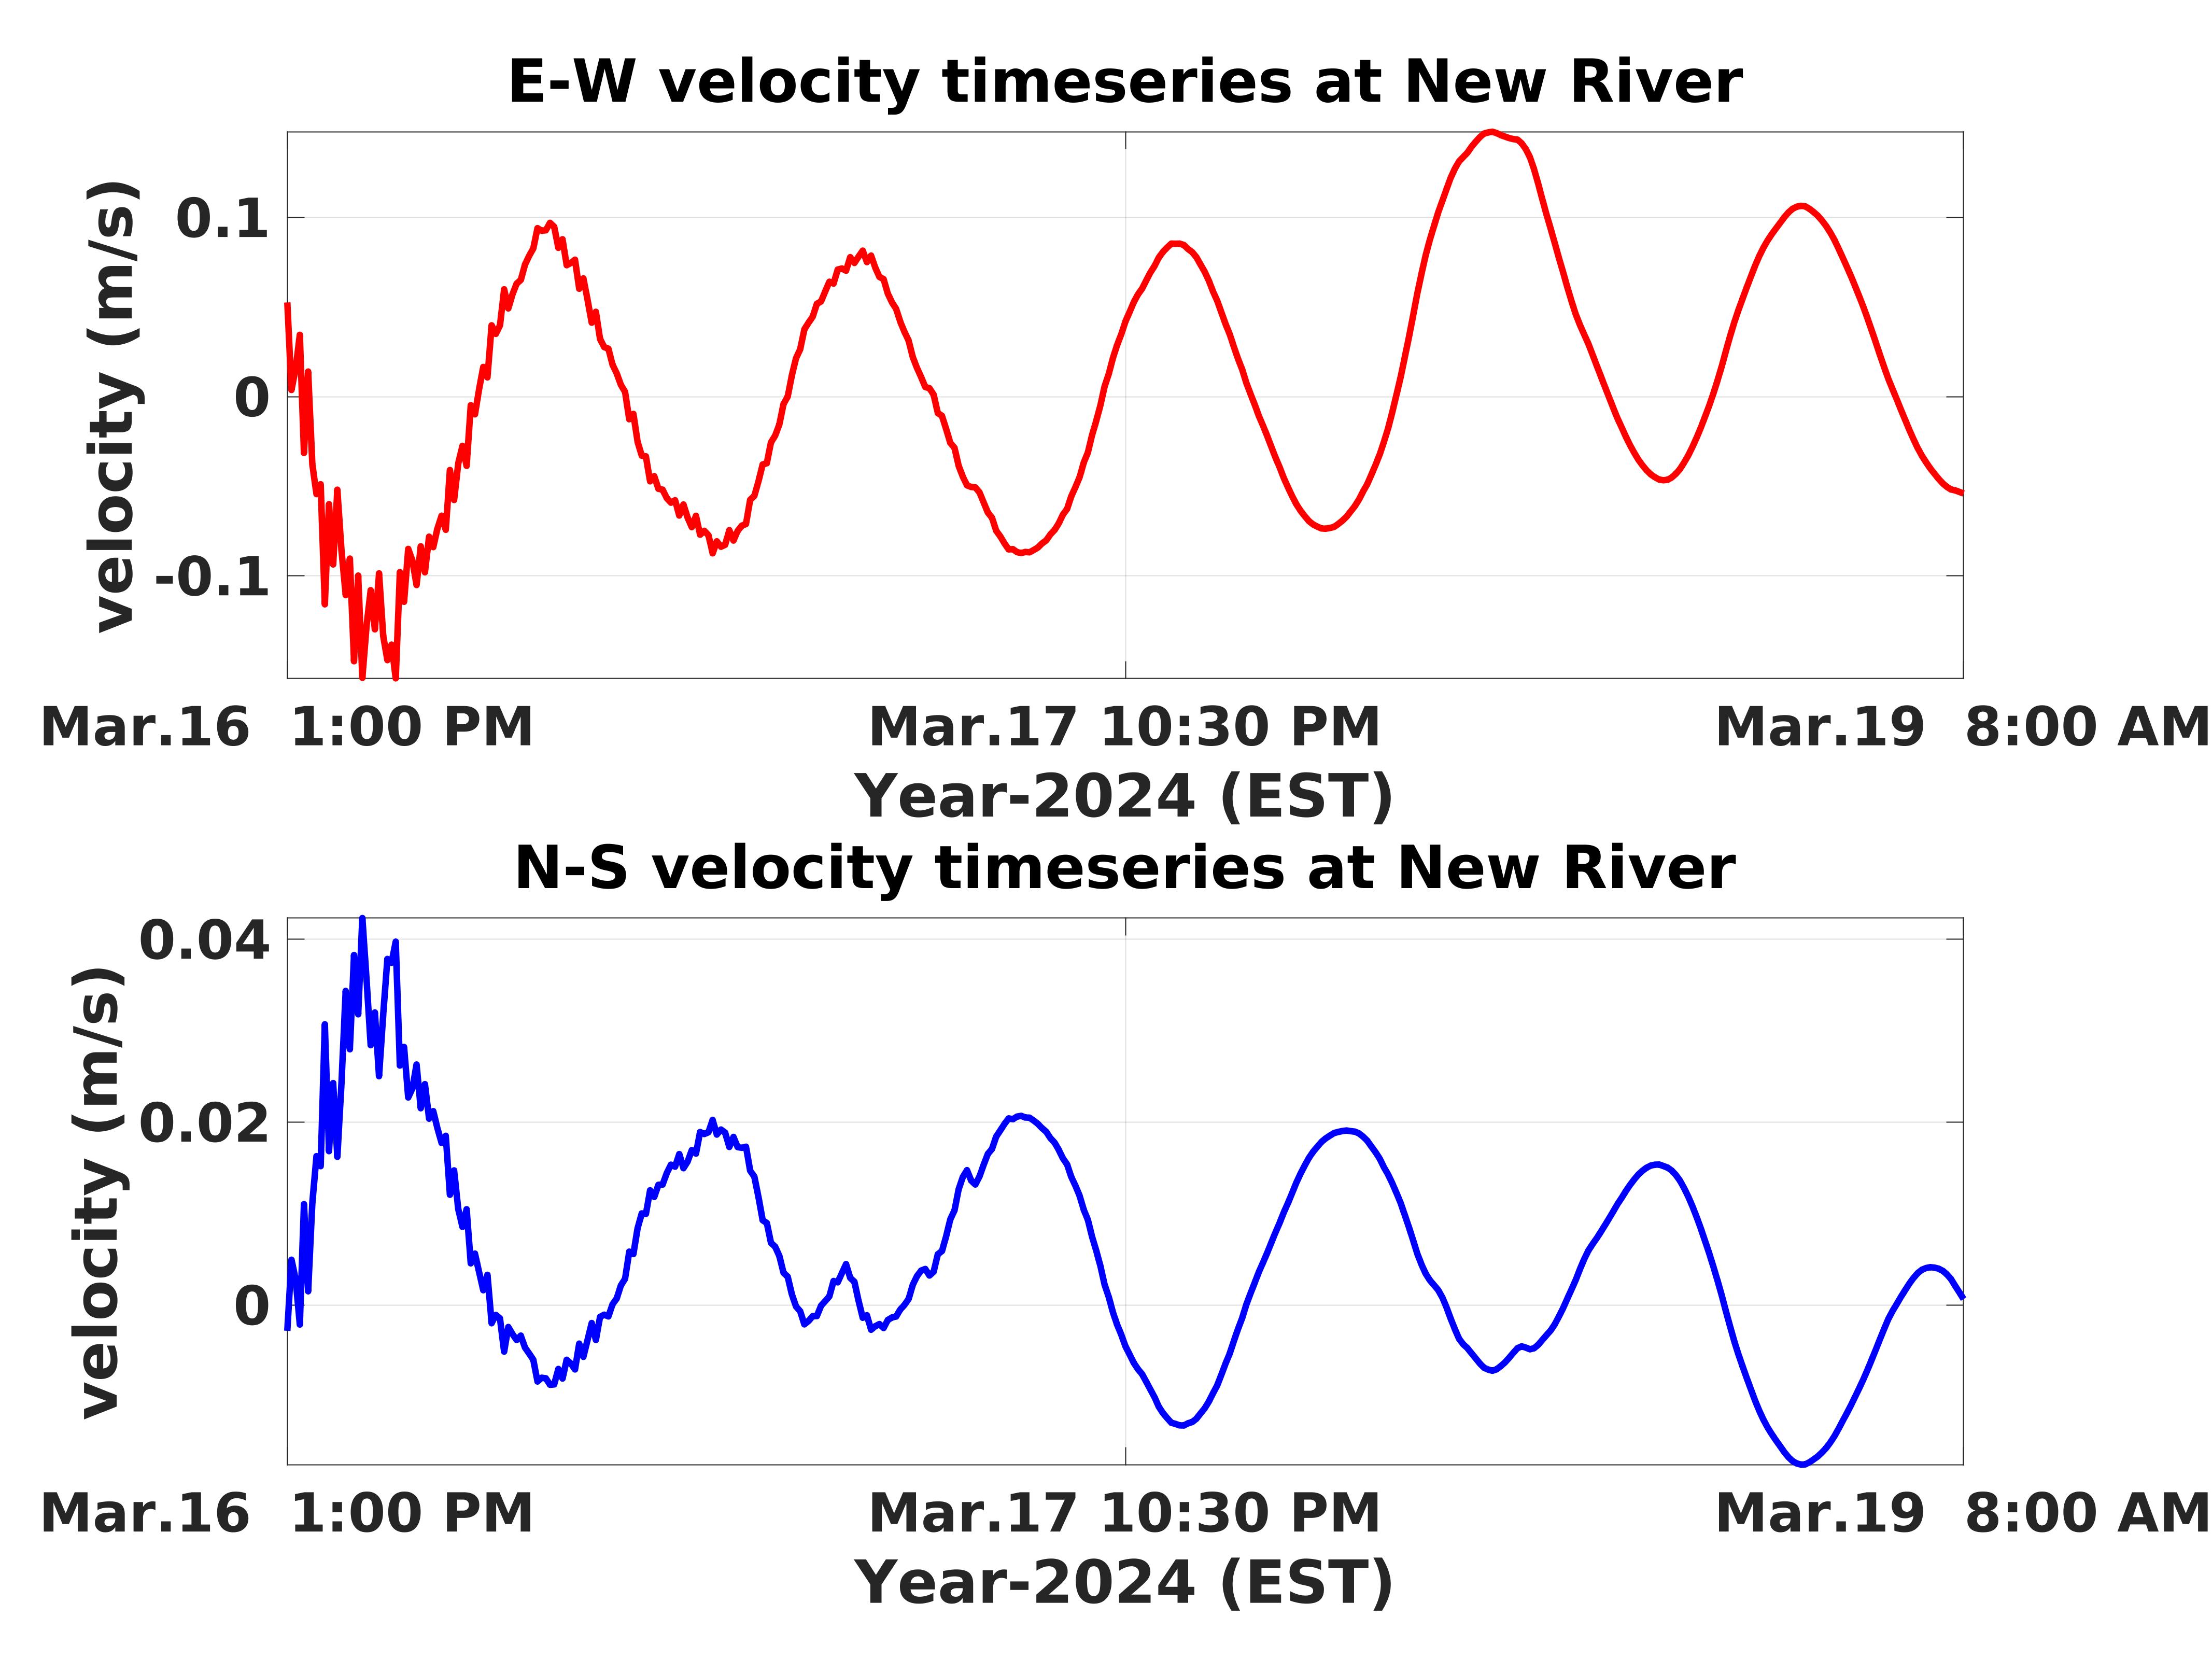 E-W velocity timeseries at New River
velocity (m/s)
0.1
0
-0.1
Mar.16 1:00 PM Mar.17 10:30 PM Mar.19 8:00 AM
Year-2024 (EST)
N-S velocity timeseries at New River
velocity (m/s)
0.04
0.02
0
Mar.16 1:00 PM Mar.17 10:30 PM Mar.19 8:00 AM
Year-2024 (EST)